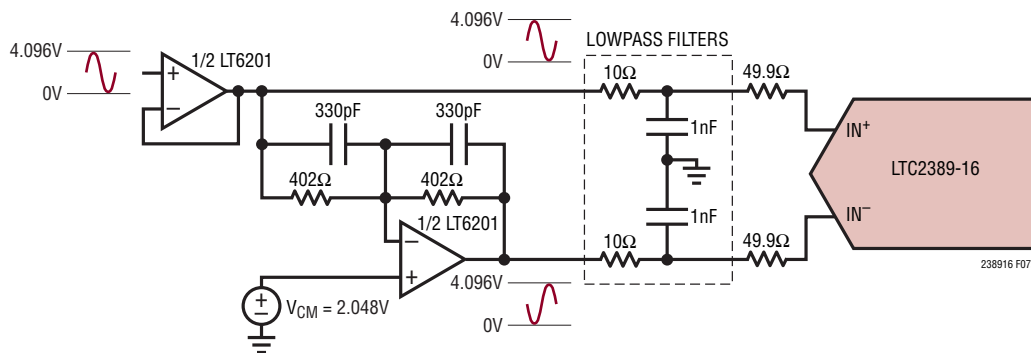 4.096V
0V
1/2 LT6201
+
−
4.096V
0V
LOWPASS FILTERS
10Ω
49.9Ω
330pF
330pF
1nF
IN+
402Ω
402Ω
LTC2389-16
1/2 LT6201
−
+
1nF
IN−
10Ω
49.9Ω
+
−
VCM = 2.048V
4.096V
0V
238916 F07